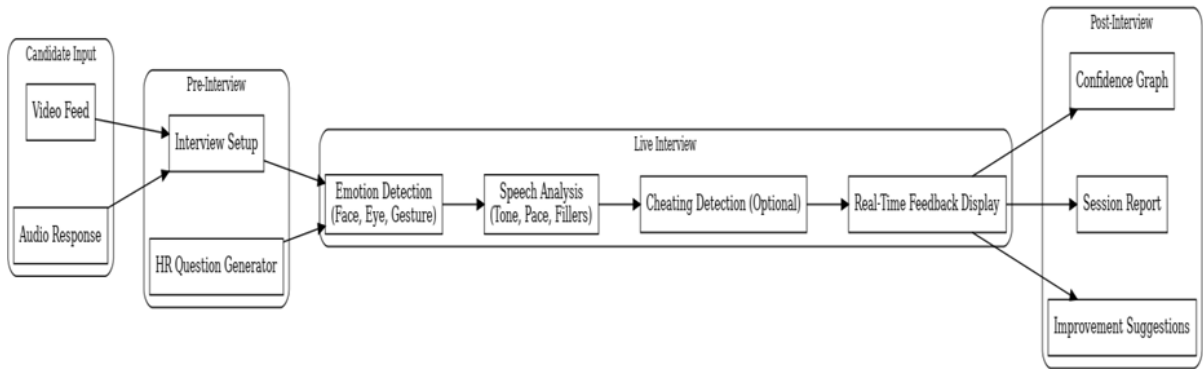 Candidate Input
Video Feed
Audio Response
Pre-Interview
Interview Setup
HR Question Generator
Live Interview
Emotion Detection
(Face, Eye, Gesture)
Speech Analysis
(Tone, Pace, Fillers)
Cheating Detection (Optional)
Real-Time Feedback Display
Post-Interview
Confidence Graph
Session Report
Improvement Suggestions